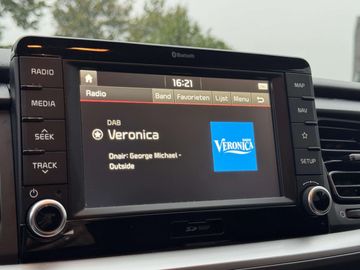 Bluetooth
RADIO
MEDIA
SEEK
TRACK
16:21
Radio
Band
Favorieten
Lijst
Menu
DAB
Veronica
Onair: George Michael -
Outside
VERONICA
MAP
NAV
SETUP